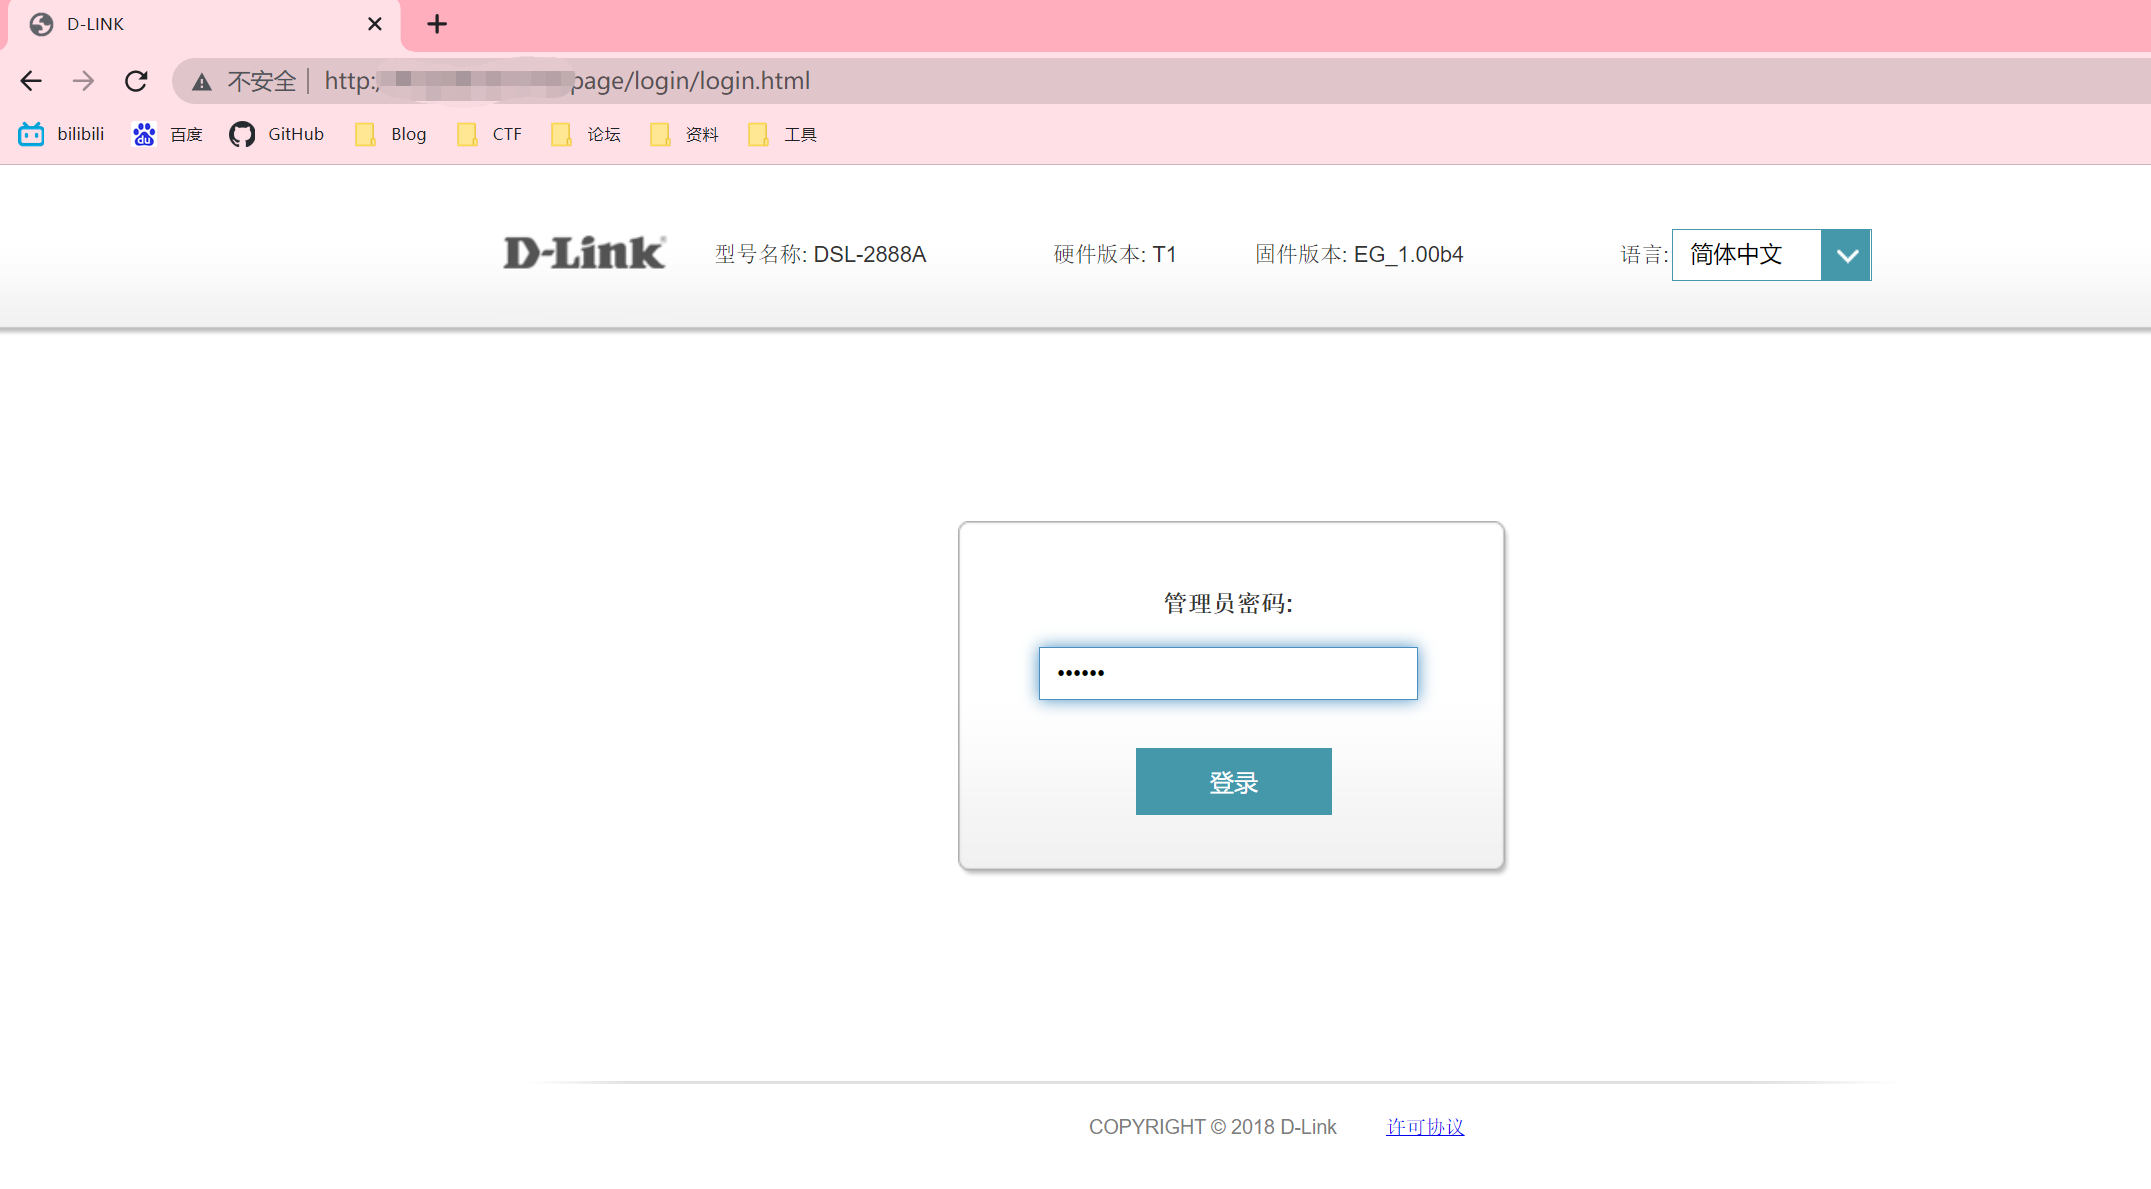 D-LINK
不安全 http:/ page/login/login.html
bilibili 百度 GitHub Blog CTF 论坛 资料 工具
D-Link 型号名称: DSL-2888A 硬件版本: T1 固件版本: EG_1.00b4 语言: 简体中文
管理员密码:
••••••
登录
COPYRIGHT © 2018 D-Link 许可协议